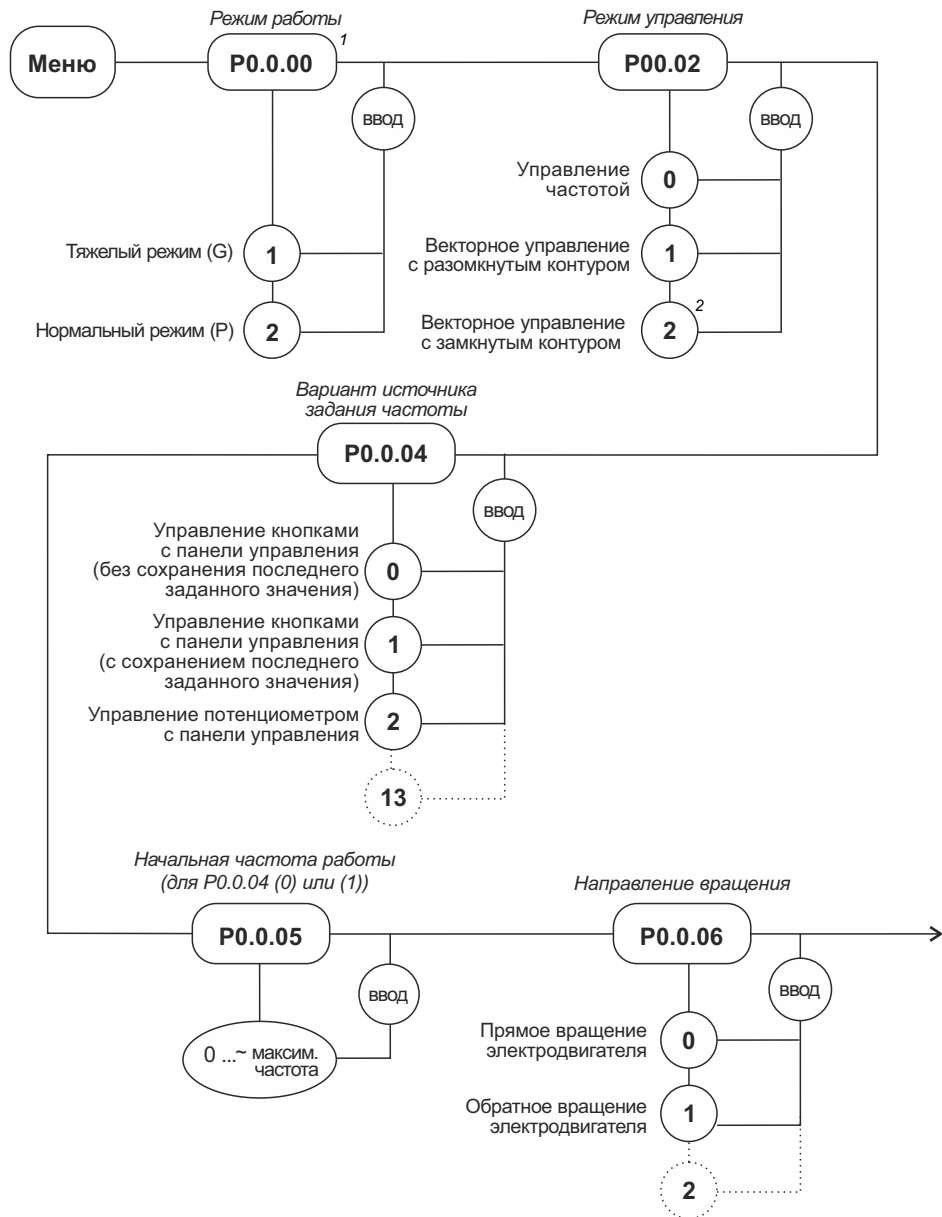 Режим работы
Режим управления
Меню
P0.0.00
1
P00.02
ВВОД
ВВОД
Управление
частотой
0
Тяжелый режим (G)
1
Векторное управление
с разомкнутым контуром
1
Нормальный режим (P)
2
Векторное управление
с замкнутым контуром
2
2
Вариант источника
задания частоты
P0.0.04
ВВОД
Управление кнопками
с панели управления
(без сохранения последнего
заданного значения)
0
Управление кнопками
с панели управления
(с сохранением последнего
заданного значения)
1
Управление потенциометром
с панели управления
2
13
Начальная частота работы
(для P0.0.04 (0) или (1))
Направление вращения
P0.0.05
P0.0.06
ВВОД
ВВОД
0 ...~ максим.
частота
Прямое вращение
электродвигателя
0
Обратное вращение
электродвигателя
1
2